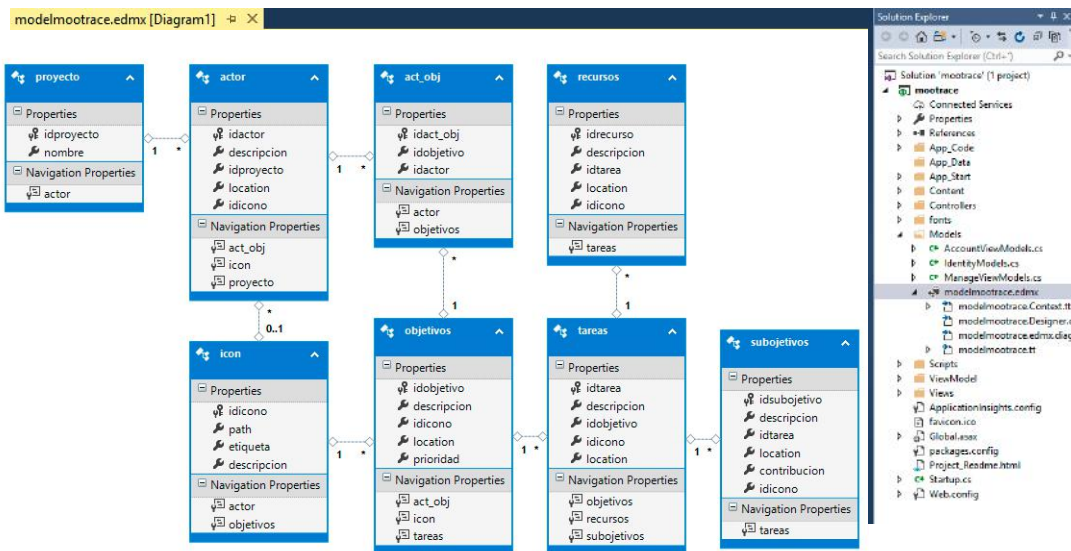 modelmootrace.edmx [Diagram1]
proyecto
Properties
idproyecto
nombre
Navigation Properties
actor
1 *
actor
Properties
idactor
descripcion
idproyecto
location
idicono
Navigation Properties
act_obj
icon
proyecto
1 *
act_obj
Properties
idact_obj
idobjetivo
idactor
Navigation Properties
actor
objetivos
recursos
Properties
idrecurso
descripcion
idtarea
location
idicono
Navigation Properties
tareas
*
0..1
*
1
*
1
icon
Properties
idicono
path
etiqueta
descripcion
Navigation Properties
actor
objetivos
1 *
objetivos
Properties
idobjetivo
descripcion
idicono
location
prioridad
Navigation Properties
act_obj
icon
tareas
1 *
tareas
Properties
idtarea
descripcion
idobjetivo
idicono
location
Navigation Properties
objetivos
recursos
subojetivos
1 *
subojetivos
Properties
idsubojetivo
descripcion
idtarea
location
contribucion
idicono
Navigation Properties
tareas
Solution Explorer
Search Solution Explorer (Ctrl+')
Solution 'mootrace' (1 project)
mootrace
Connected Services
Properties
References
App_Code
App_Data
App_Start
Content
Controllers
fonts
Models
AccountViewModels.cs
IdentityModels.cs
ManageViewModels.cs
modelmootrace.edmx
modelmootrace.Context.tt
modelmootrace.Designer.c
modelmootrace.edmx.diag
modelmootrace.tt
Scripts
ViewModel
Views
ApplicationInsights.config
favicon.ico
Global.asax
packages.config
Project_Readme.html
Startup.cs
Web.config